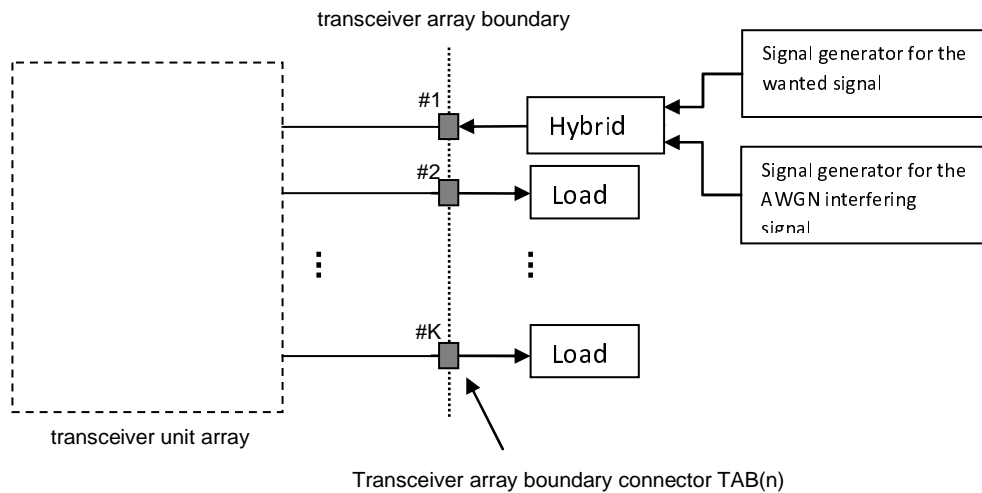 transceiver array boundary
Signal generator for the
wanted signal
#1
Hybrid
#2
Load
Signal generator for the
AWGN interfering
signal
#K
Load
transceiver unit array
Transceiver array boundary connector TAB(n)